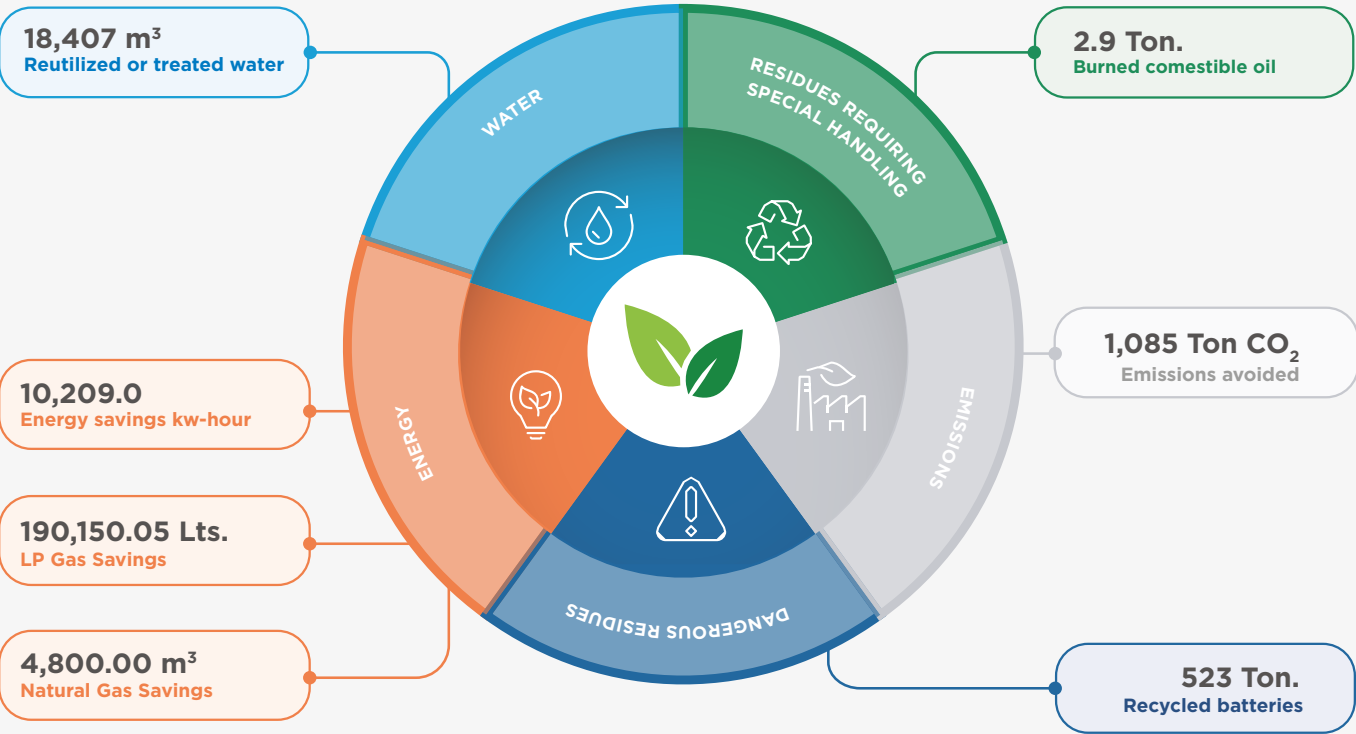 18,407 m³
Reutilized or treated water
2.9 Ton.
Burned comestible oil
WATER
RESIDUES REQUIRING
SPECIAL HANDLING
1,085 Ton CO₂
Emissions avoided
10,209.0
Energy savings kw-hour
ENERGY
EMISSIONS
190,150.05 Lts.
LP Gas Savings
DANGEROUS RESIDUES
4,800.00 m³
Natural Gas Savings
523 Ton.
Recycled batteries